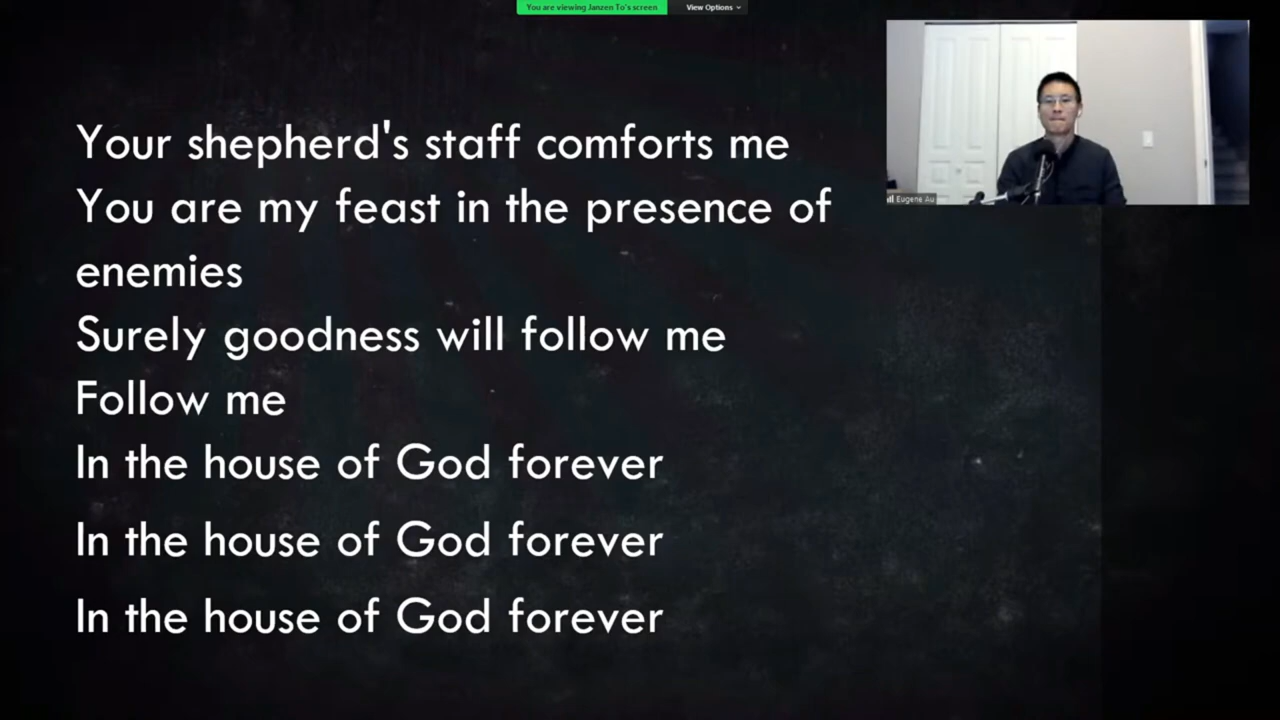 You are viewing Janzen To's screen
View Options
Your shepherd's staff comforts me
You are my feast in the presence of
enemies
Surely goodness will follow me
Follow me
In the house of God forever
In the house of God forever
In the house of God forever
Eugene Au